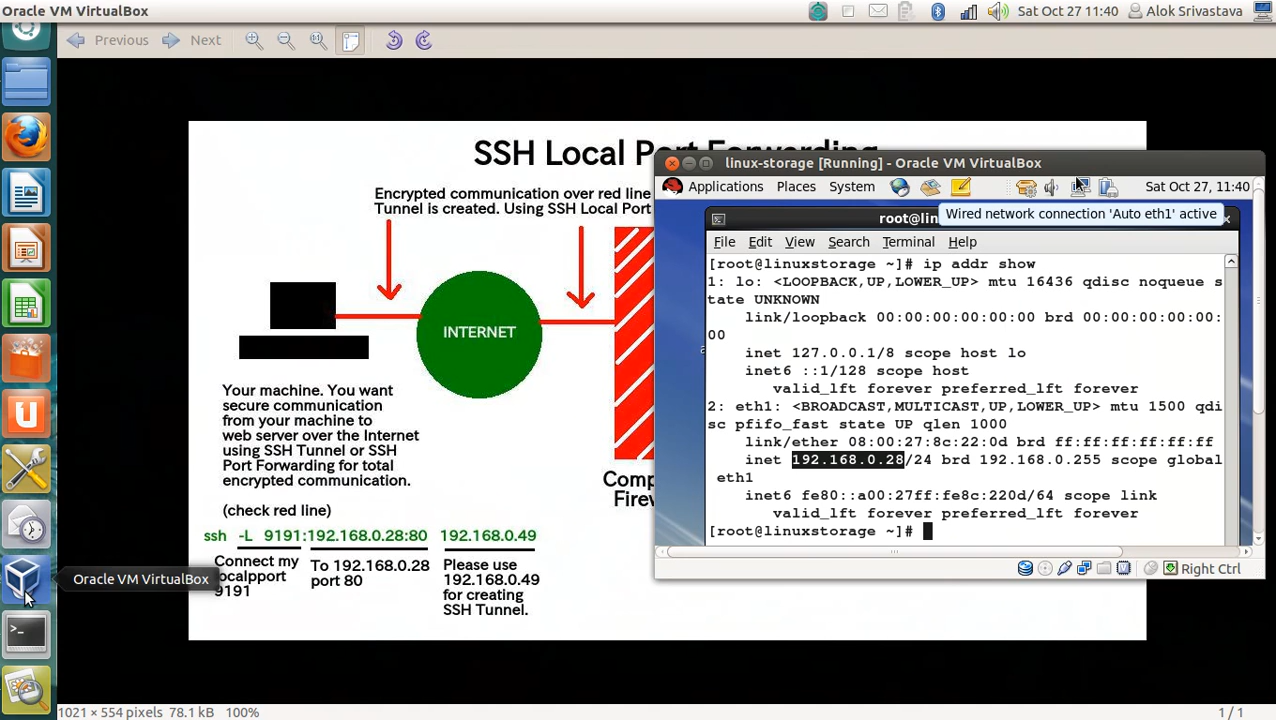 Oracle VM VirtualBox
Sat Oct 27 11:40
Alok Srivastava
Previous
Next
SSH Local Port Forwarding
Encrypted communication over red line
Tunnel is created. Using SSH Local Port
INTERNET
Your machine. You want
secure communication
from your machine to
web server over the Internet
using SSH Tunnel or SSH
Port Forwarding for total
encrypted communication.
(check red line)
ssh -L 9191:192.168.0.28:80 192.168.0.49
Connect my
localpport
9191
To 192.168.0.28
port 80
Please use
192.168.0.49
for creating
SSH Tunnel.
Comp
Firew
Oracle VM VirtualBox
linux-storage [Running] - Oracle VM VirtualBox
Applications Places System
Sat Oct 27, 11:40
Wired network connection 'Auto eth1' active
root@lin
File Edit View Search Terminal Help
[root@linuxstorage ~]# ip addr show
1: lo: <LOOPBACK,UP,LOWER_UP> mtu 16436 qdisc noqueue s
tate UNKNOWN
link/loopback 00:00:00:00:00:00 brd 00:00:00:00:00:
00
inet 127.0.0.1/8 scope host lo
inet6 ::1/128 scope host
valid_lft forever preferred_lft forever
2: eth1: <BROADCAST,MULTICAST,UP,LOWER_UP> mtu 1500 qdi
sc pfifo_fast state UP qlen 1000
link/ether 08:00:27:8c:22:0d brd ff:ff:ff:ff:ff:ff
inet 192.168.0.28/24 brd 192.168.0.255 scope global
eth1
inet6 fe80::a00:27ff:fe8c:220d/64 scope link
valid_lft forever preferred_lft forever
[root@linuxstorage ~]#
Right Ctrl
1021 × 554 pixels 78.1 kB 100%
1 / 1